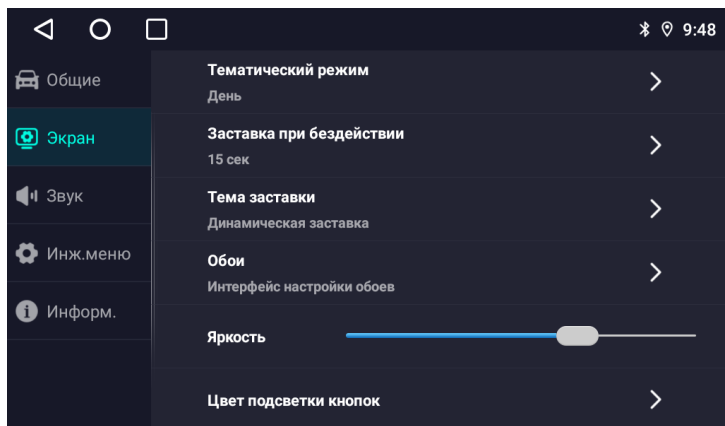 9:48
Общие
Экран
Звук
Инж.меню
Информ.
Тематический режим
День
Заставка при бездействии
15 сек
Тема заставки
Динамическая заставка
Обои
Интерфейс настройки обоев
Яркость
Цвет подсветки кнопок